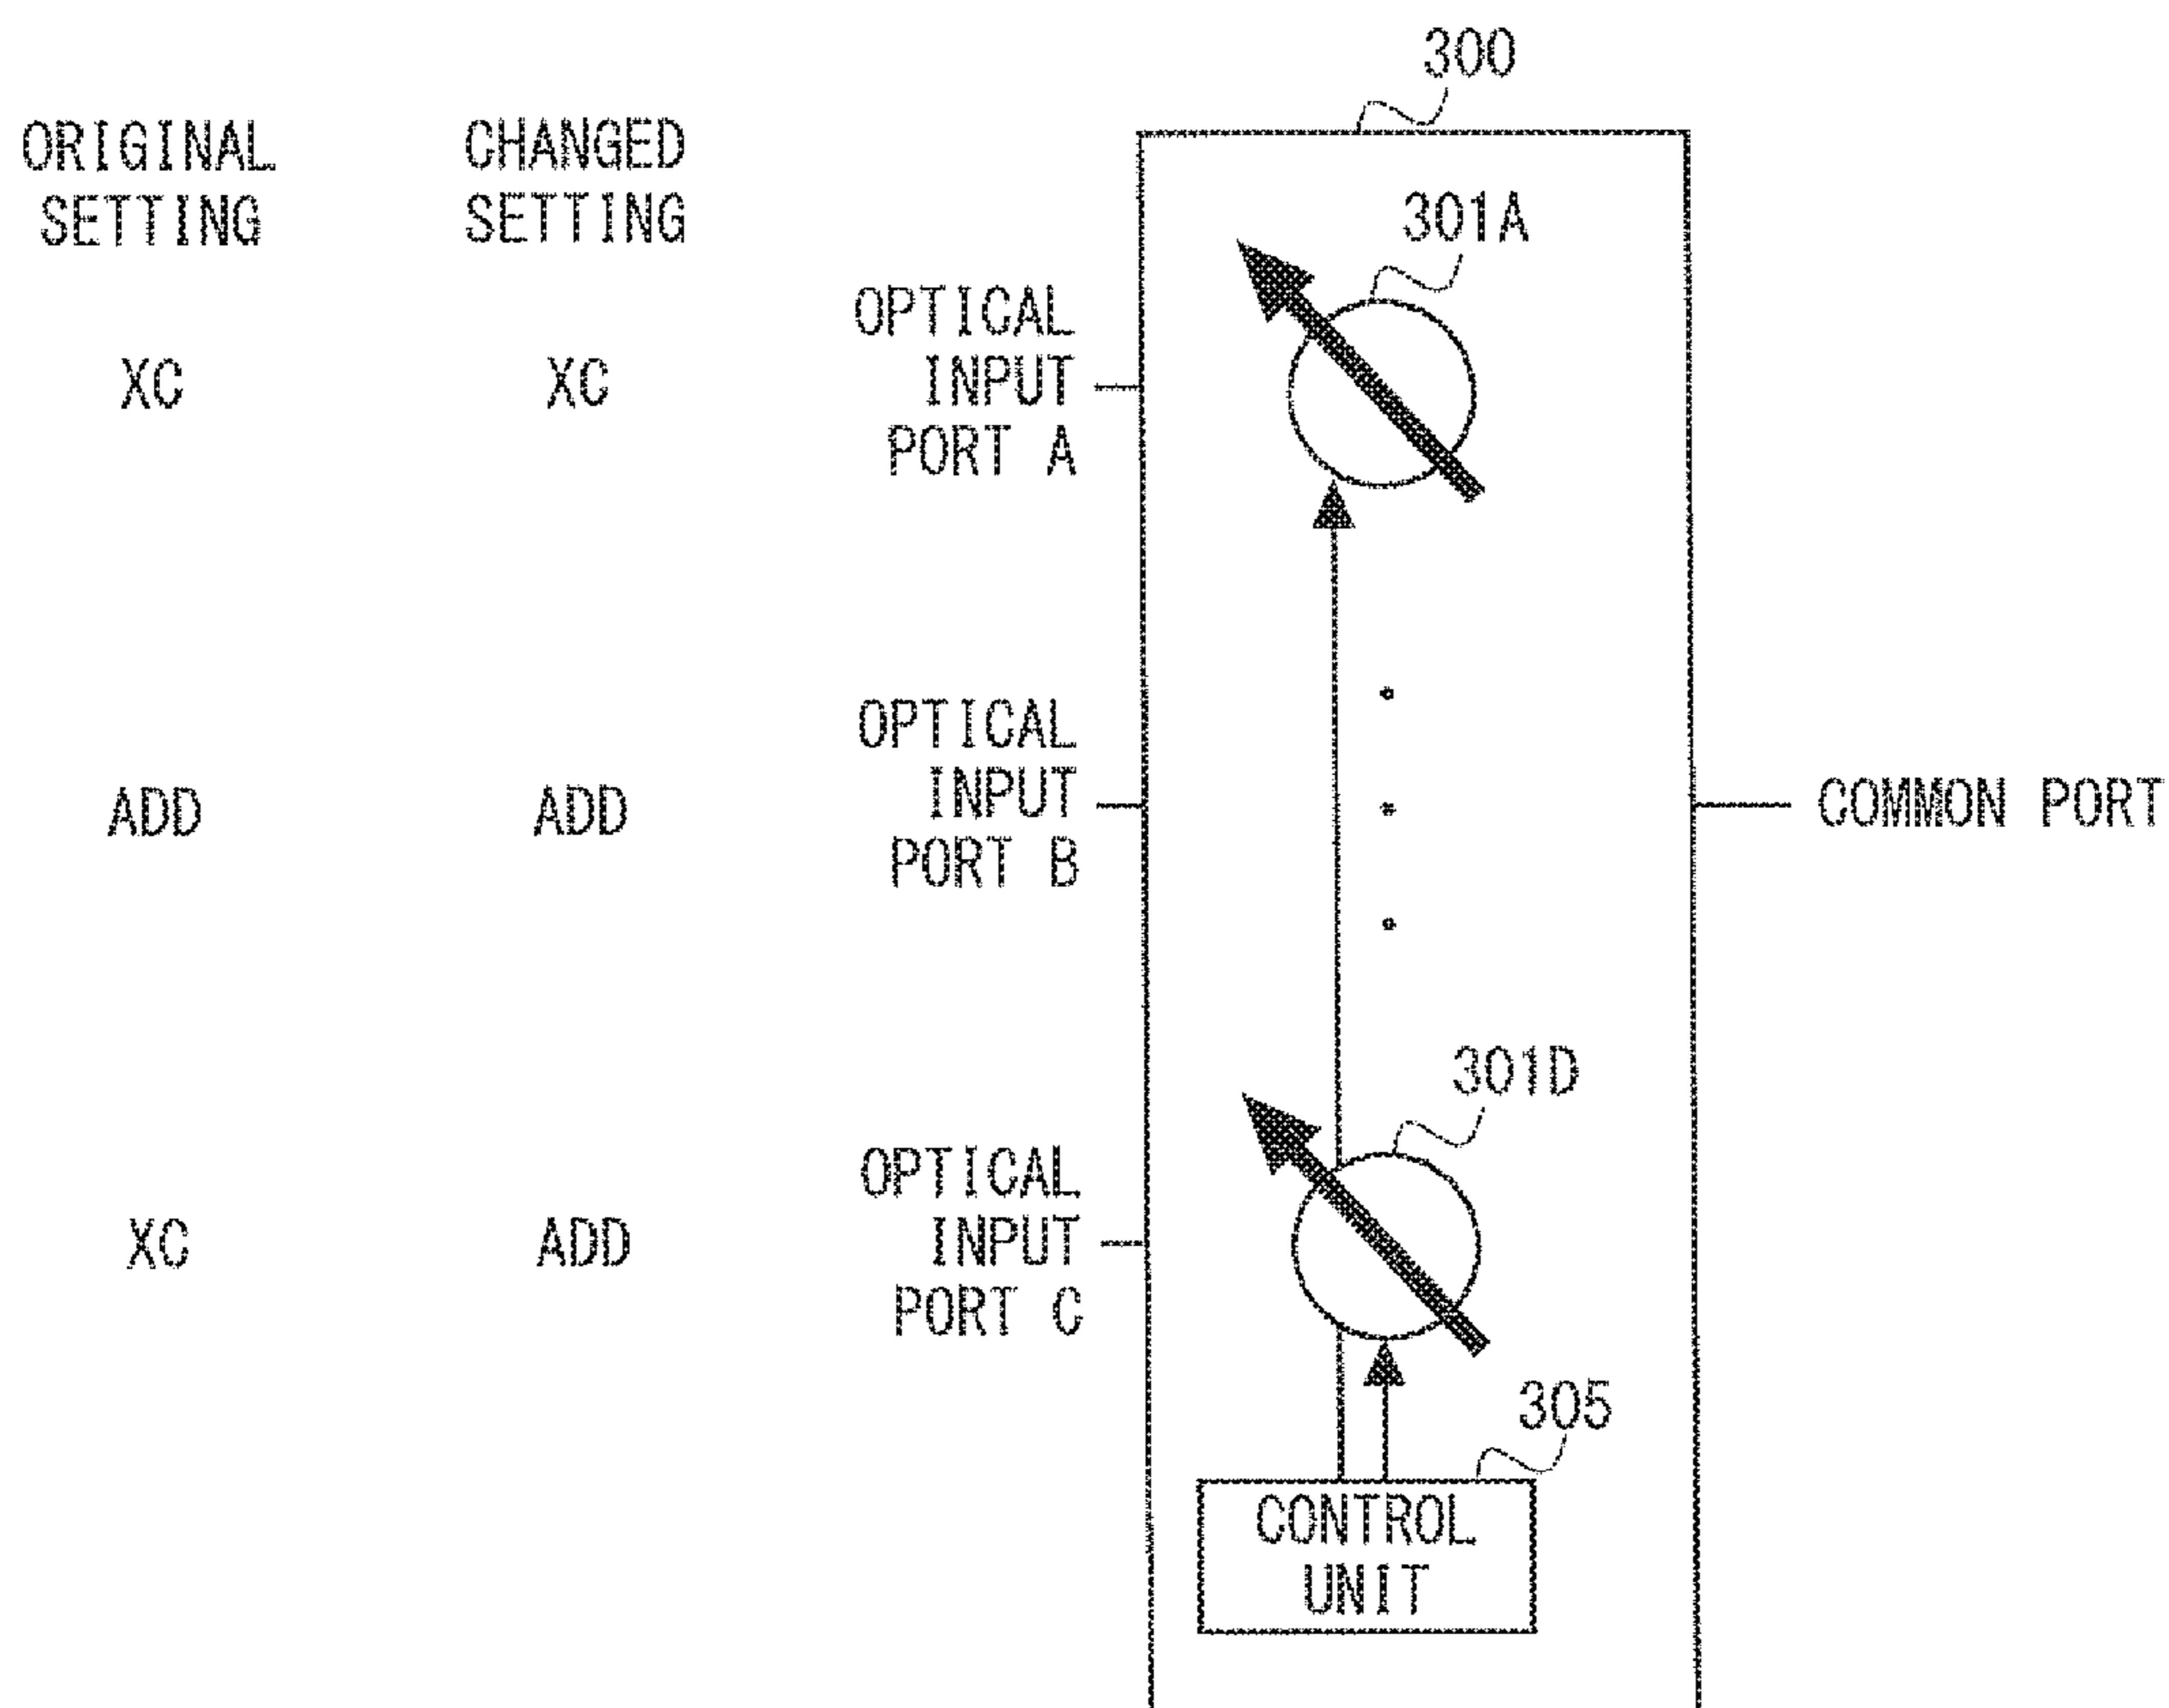 300
ORIGINAL
SETTING
CHANGED
SETTING
301A
OPTICAL
INPUT
PORT A
XC
XC
OPTICAL
INPUT
PORT B
ADD
ADD
COMMON PORT
301D
OPTICAL
INPUT
PORT C
XC
ADD
305
CONTROL
UNIT